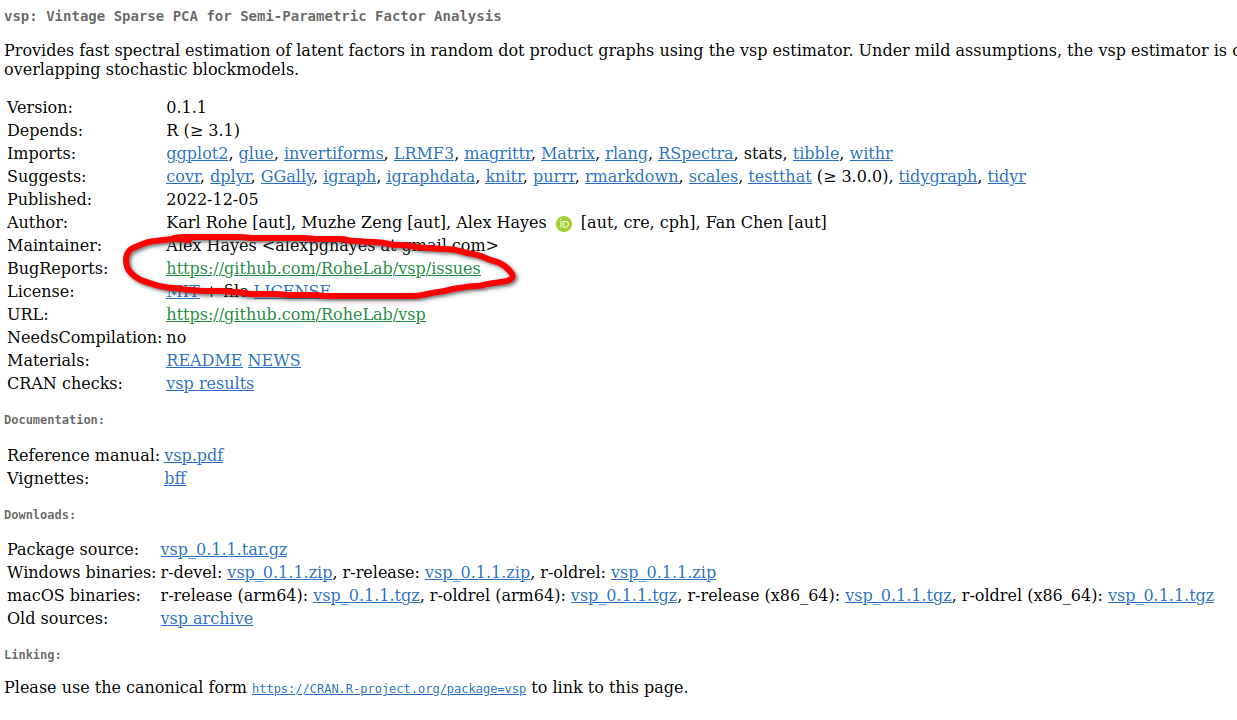 vsp: Vintage Sparse PCA for Semi-Parametric Factor Analysis
Provides fast spectral estimation of latent factors in random dot product graphs using the vsp estimator. Under mild assumptions, the vsp estimator is
overlapping stochastic blockmodels.
Version: 0.1.1
Depends: R (≥ 3.1)
Imports: ggplot2, glue, invertiforms, LRMF3, magrittr, Matrix, rlang, RSpectra, stats, tibble, withr
Suggests: covr, dplyr, GGally, igraph, igraphdata, knitr, purrr, rmarkdown, scales, testthat (≥ 3.0.0), tidygraph, tidyr
Published: 2022-12-05
Author: Karl Rohe [aut], Muzhe Zeng [aut], Alex Hayes iD [aut, cre, cph], Fan Chen [aut]
Maintainer: Alex Hayes <alexpghayes at gmail.com>
BugReports: https://github.com/RoheLab/vsp/issues
License: MIT + file LICENSE
URL: https://github.com/RoheLab/vsp
NeedsCompilation: no
Materials: README NEWS
CRAN checks: vsp results
Documentation:
Reference manual: vsp.pdf
Vignettes: bff
Downloads:
Package source: vsp_0.1.1.tar.gz
Windows binaries: r-devel: vsp_0.1.1.zip, r-release: vsp_0.1.1.zip, r-oldrel: vsp_0.1.1.zip
macOS binaries: r-release (arm64): vsp_0.1.1.tgz, r-oldrel (arm64): vsp_0.1.1.tgz, r-release (x86_64): vsp_0.1.1.tgz, r-oldrel (x86_64): vsp_0.1.1.tgz
Old sources: vsp archive
Linking:
Please use the canonical form https://CRAN.R-project.org/package=vsp to link to this page.